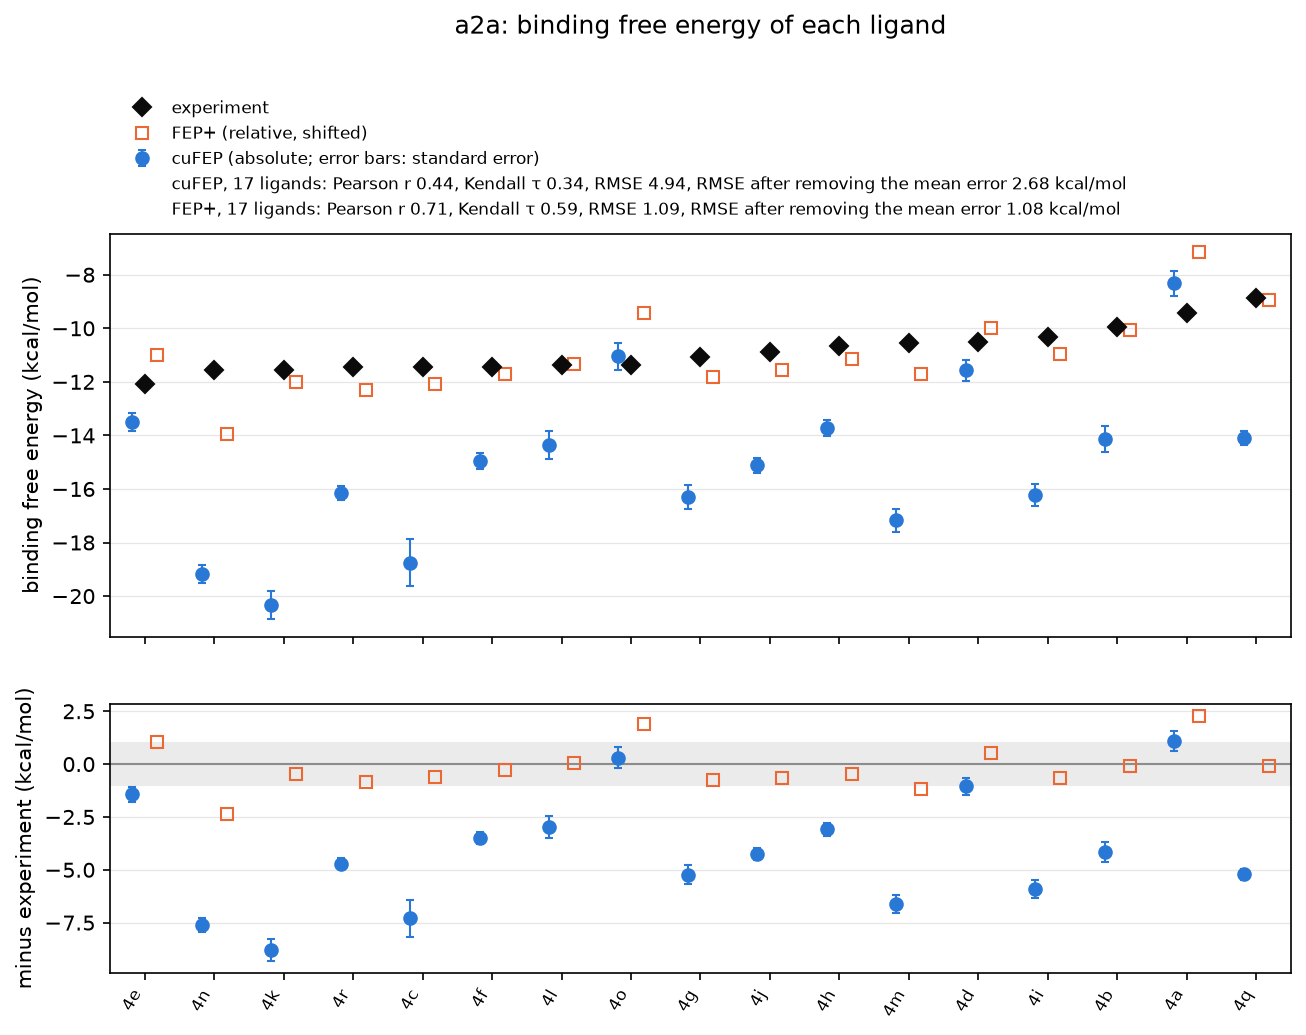 a2a: binding free energy of each ligand
experiment
FEP+ (relative, shifted)
cuFEP (absolute; error bars: standard error)
cuFEP, 17 ligands: Pearson r 0.44, Kendall τ 0.34, RMSE 4.94, RMSE after removing the mean error 2.68 kcal/mol
FEP+, 17 ligands: Pearson r 0.71, Kendall τ 0.59, RMSE 1.09, RMSE after removing the mean error 1.08 kcal/mol
binding free energy (kcal/mol)
−8
−10
−12
−14
−16
−18
−20
minus experiment (kcal/mol)
2.5
0.0
−2.5
−5.0
−7.5
4e 4n 4k 4r 4c 4f 4l 4o 4g 4j 4h 4m 4d 4i 4b 4a 4q